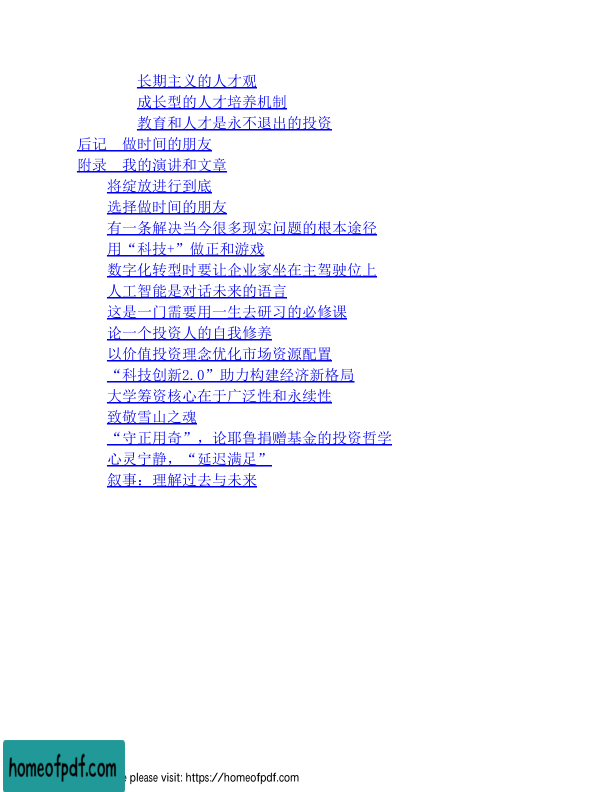 长期主义的人才观
成长型的人才培养机制
教育和人才是永不退出的投资
后记　做时间的朋友
附录　我的演讲和文章
将绽放进行到底
选择做时间的朋友
有一条解决当今很多现实问题的根本途径
用“科技+”做正和游戏
数字化转型时要让企业家坐在主驾驶位上
人工智能是对话未来的语言
这是一门需要用一生去研习的必修课
论一个投资人的自我修养
以价值投资理念优化市场资源配置
“科技创新2.0”助力构建经济新格局
大学筹资核心在于广泛性和永续性
致敬雪山之魂
“守正用奇”，论耶鲁捐赠基金的投资哲学
心灵宁静，“延迟满足”
叙事：理解过去与未来
homeofpdf.com
e please visit: https://homeofpdf.com